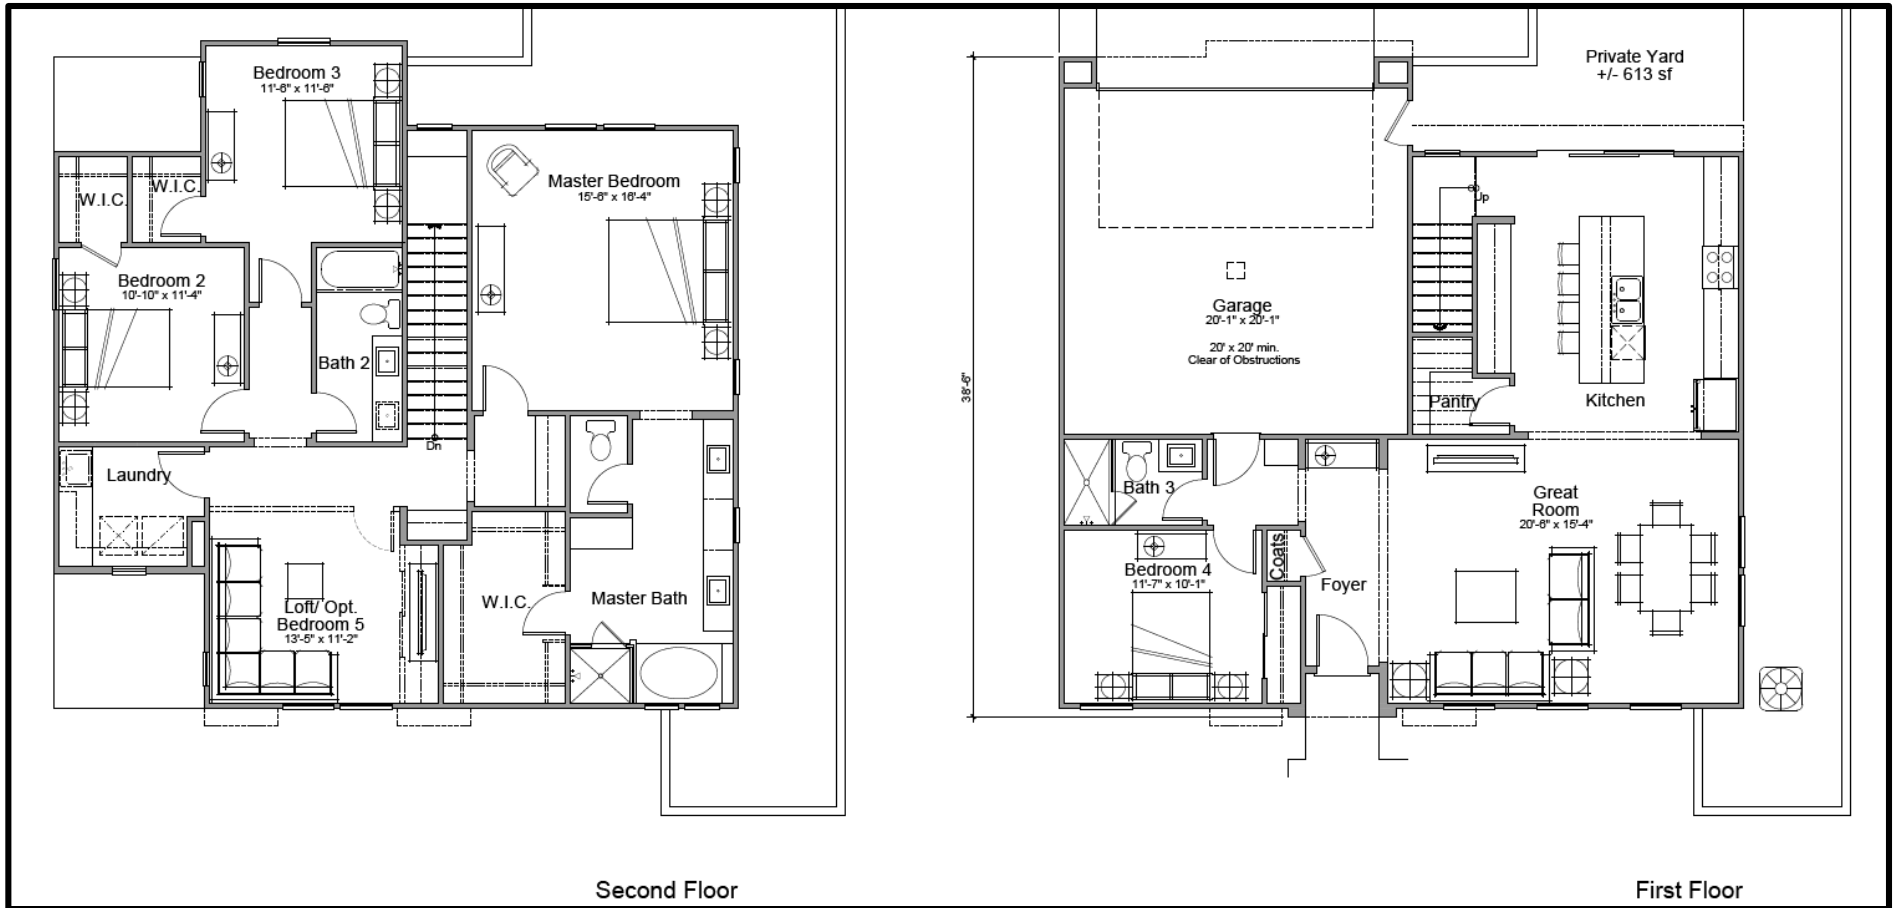 Bedroom 3
11'-6" x 11'-6"
W.I.C.
W.I.C.
Master Bedroom
15'-6" x 16'-4"
Bedroom 2
10'-10" x 11'-4"
Bath 2
Dn
Laundry
Loft/ Opt.
Bedroom 5
13'-5" x 11'-2"
W.I.C.
Master Bath
Second Floor
Private Yard
+/- 613 sf
38'-6"
Up
Garage
20'-1" x 20'-1"
20' x 20' min.
Clear of Obstructions
Pantry
Kitchen
Bath 3
Great
Room
20'-6" x 15'-4"
Coats
Bedroom 4
11'-7" x 10'-1"
Foyer
First Floor